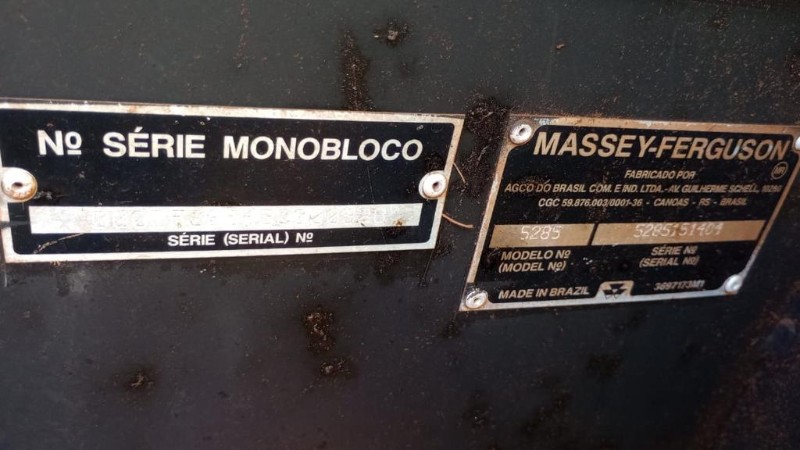 Nº SÉRIE MONOBLOCO
SÉRIE (SERIAL) Nº
MASSEY-FERGUSON
FABRICADO POR
AGCO DO BRASIL COM. E IND. LTDA.-AV. GUILHERME SCHELL, 10260
CGC 59.876.003/0001-36 - CANOAS - RS - BRASIL
5285
MODELO Nº SÉRIE Nº
(MODEL Nº) (SERIAL Nº)
MADE IN BRAZIL 3697173M1